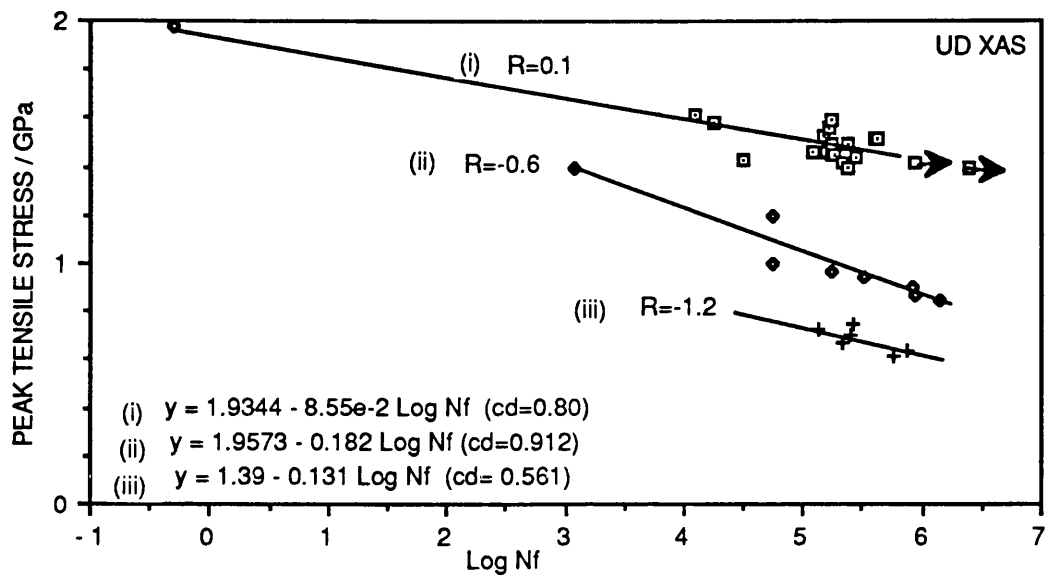 2
UD XAS
(i) R=0.1
(ii) R=-0.6
1
(iii) R=-1.2
PEAK TENSILE STRESS / GPa
(i) y = 1.9344 - 8.55e-2 Log Nf (cd=0.80)
(ii) y = 1.9573 - 0.182 Log Nf (cd=0.912)
(iii) y = 1.39 - 0.131 Log Nf (cd= 0.561)
0
- 1 0 1 2 3 4 5 6 7
Log Nf